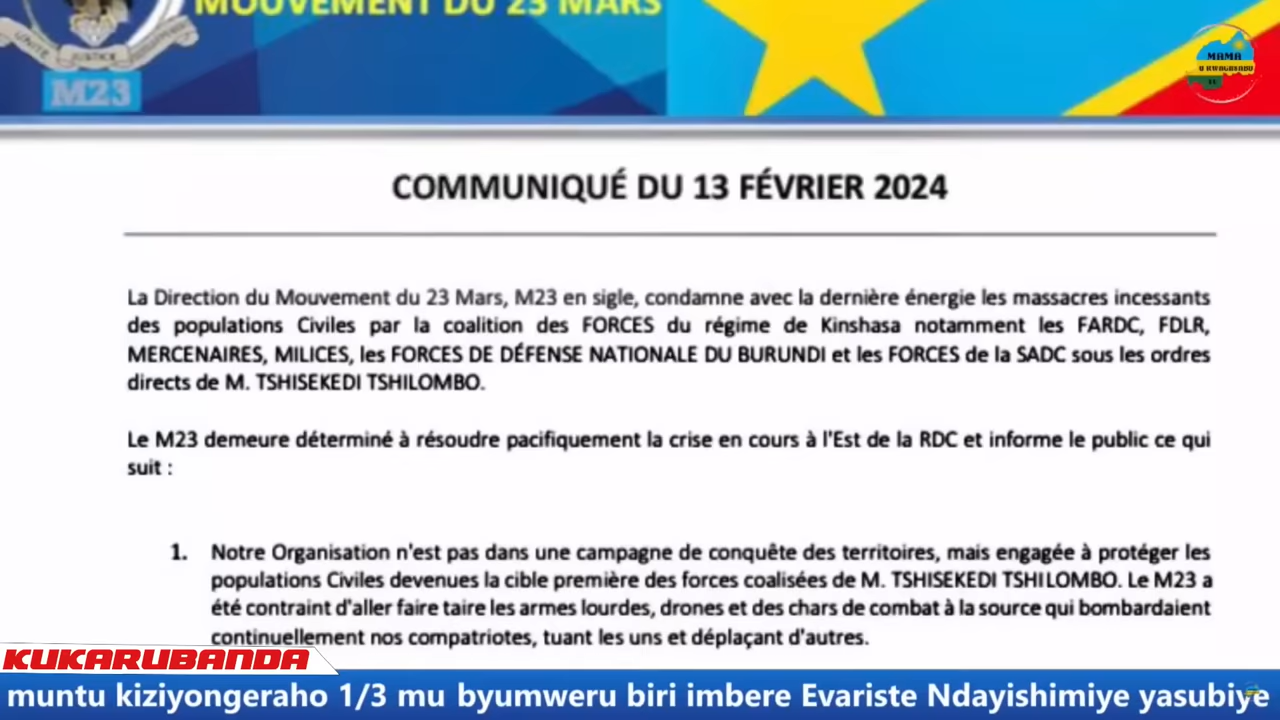 MOUVEMENT DU 23 MARS
UNITÉ
JUSTICE
M23
MAMA
U RWAGASABO
TV
COMMUNIQUÉ DU 13 FÉVRIER 2024
La Direction du Mouvement du 23 Mars, M23 en sigle, condamne avec la dernière énergie les massacres incessants
des populations Civiles par la coalition des FORCES du régime de Kinshasa notamment les FARDC, FDLR,
MERCENAIRES, MILICES, les FORCES DE DÉFENSE NATIONALE DU BURUNDI et les FORCES de la SADC sous les ordres
directs de M. TSHISEKEDI TSHILOMBO.
Le M23 demeure déterminé à résoudre pacifiquement la crise en cours à l'Est de la RDC et informe le public ce qui
suit :
1. Notre Organisation n'est pas dans une campagne de conquête des territoires, mais engagée à protéger les
populations Civiles devenues la cible première des forces coalisées de M. TSHISEKEDI TSHILOMBO. Le M23 a
été contraint d'aller faire taire les armes lourdes, drones et des chars de combat à la source qui bombardaient
continuellement nos compatriotes, tuant les uns et déplaçant d'autres.
KUKARUBANDA
muntu kiziyongeraho 1/3 mu byumweru biri imbere Evariste Ndayishimiye yasubiye